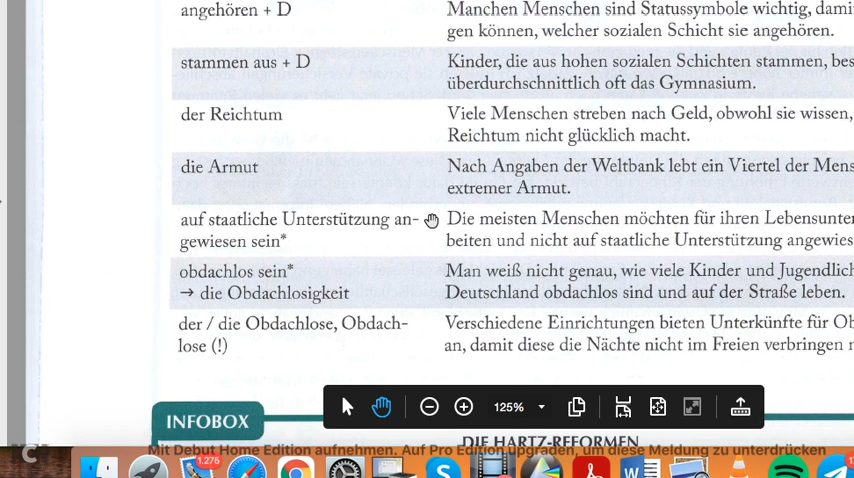 angehören + D
Manchen Menschen sind Statussymbole wichtig, dami
gen können, welcher sozialen Schicht sie angehören.
stammen aus + D
Kinder, die aus hohen sozialen Schichten stammen, bes
überdurchschnittlich oft das Gymnasium.
der Reichtum
Viele Menschen streben nach Geld, obwohl sie wissen,
Reichtum nicht glücklich macht.
die Armut
Nach Angaben der Weltbank lebt ein Viertel der Mens
extremer Armut.
auf staatliche Unterstützung an-
gewiesen sein*
Die meisten Menschen möchten für ihren Lebensunter
beiten und nicht auf staatliche Unterstützung angewies
obdachlos sein*
→ die Obdachlosigkeit
Man weiß nicht genau, wie viele Kinder und Jugendlich
Deutschland obdachlos sind und auf der Straße leben.
der / die Obdachlose, Obdach-
lose (!)
Verschiedene Einrichtungen bieten Unterkünfte für Ob
an, damit diese die Nächte nicht im Freien verbringen
125%
INFOBOX
DIE HARTZ-REFORMEN
Mit Debut Home Edition aufnehmen. Auf Pro Edition upgraden, um diese Meldung zu unterdrücken
1.276